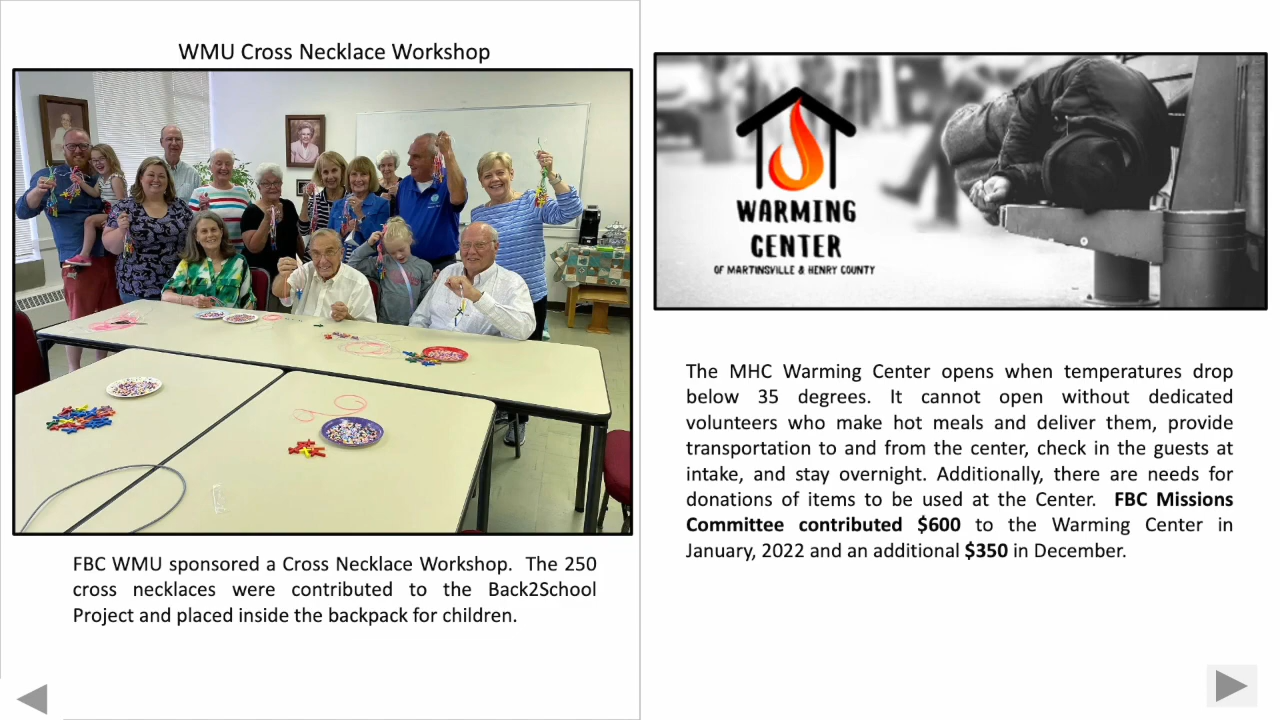 WMU Cross Necklace Workshop
FBC WMU sponsored a Cross Necklace Workshop. The 250
cross necklaces were contributed to the Back2School
Project and placed inside the backpack for children.
WARMING
CENTER
OF MARTINSVILLE & HENRY COUNTY
The MHC Warming Center opens when temperatures drop
below 35 degrees. It cannot open without dedicated
volunteers who make hot meals and deliver them, provide
transportation to and from the center, check in the guests at
intake, and stay overnight. Additionally, there are needs for
donations of items to be used at the Center. FBC Missions
Committee contributed $600 to the Warming Center in
January, 2022 and an additional $350 in December.